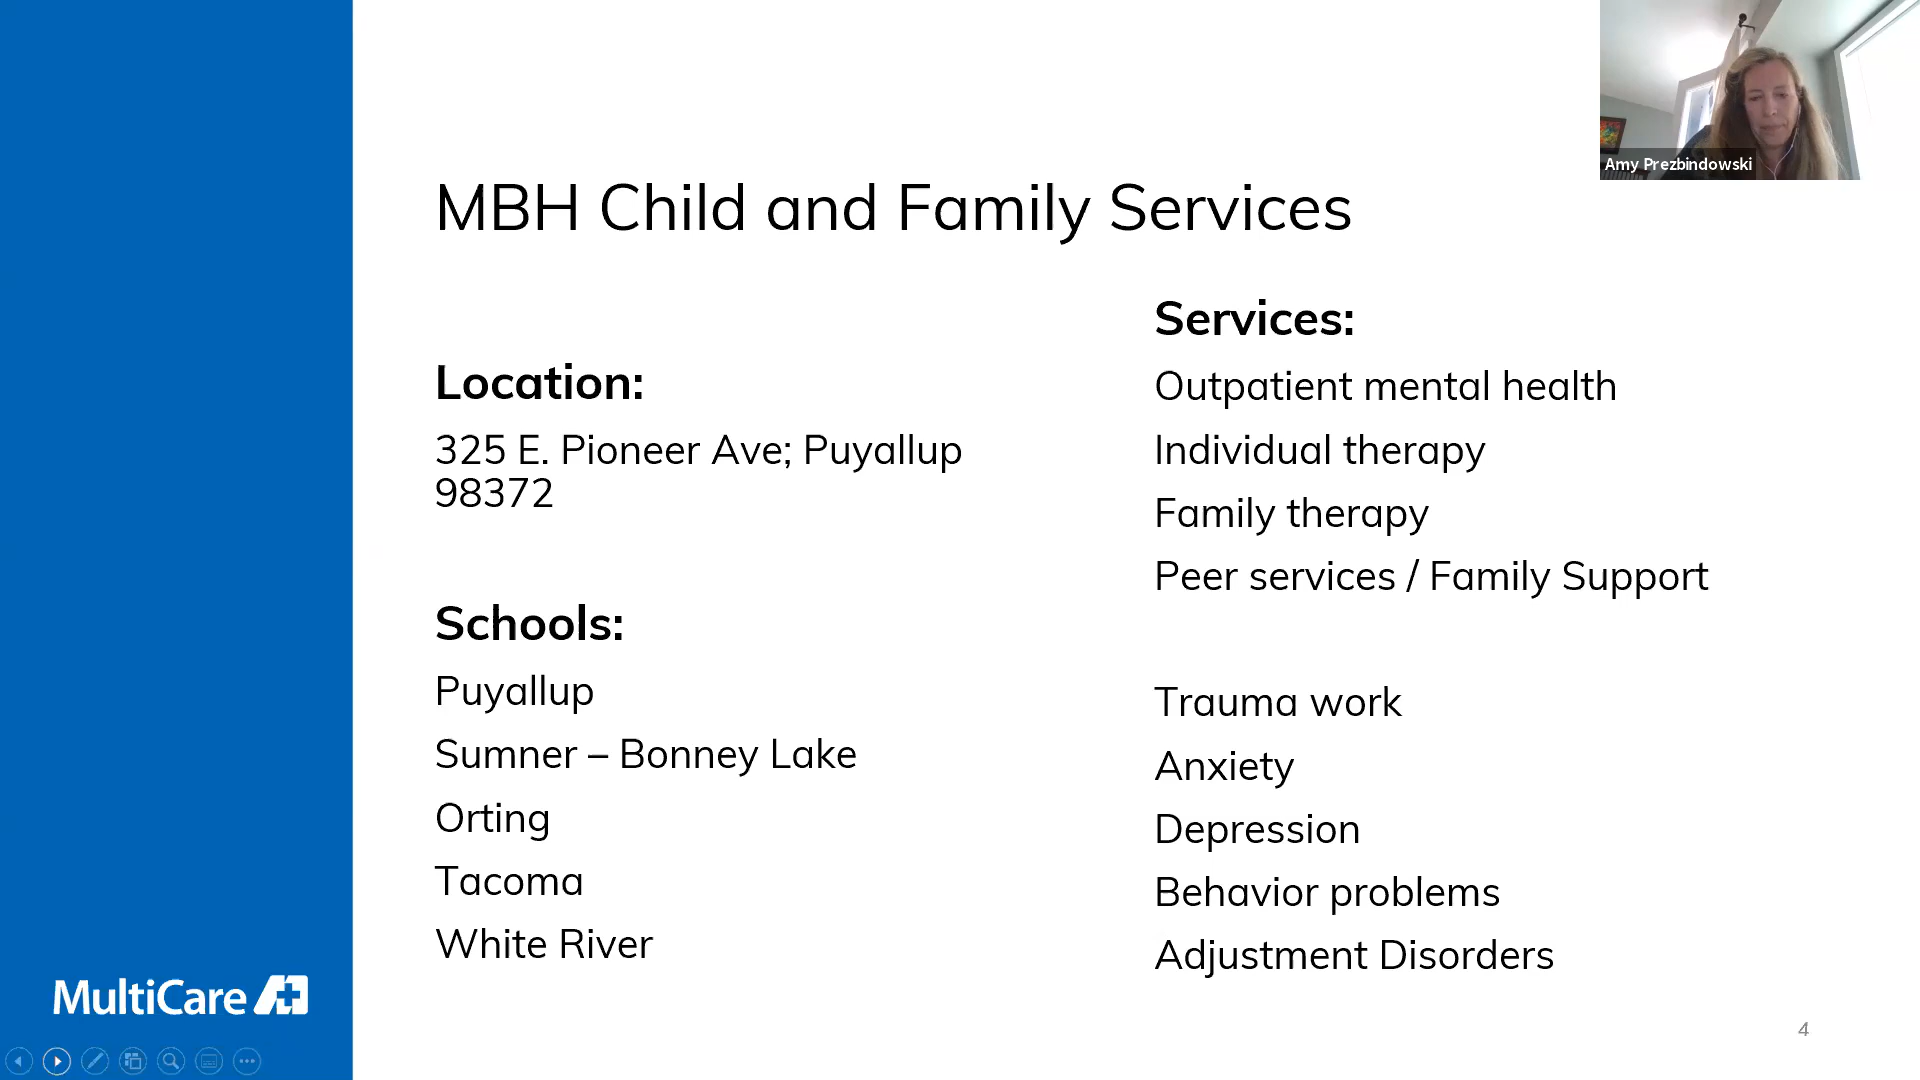 Amy Prezbindowski
MBH Child and Family Services
Location:
325 E. Pioneer Ave; Puyallup
98372
Schools:
Puyallup
Sumner – Bonney Lake
Orting
Tacoma
White River
Services:
Outpatient mental health
Individual therapy
Family therapy
Peer services / Family Support
Trauma work
Anxiety
Depression
Behavior problems
Adjustment Disorders
MultiCare
4